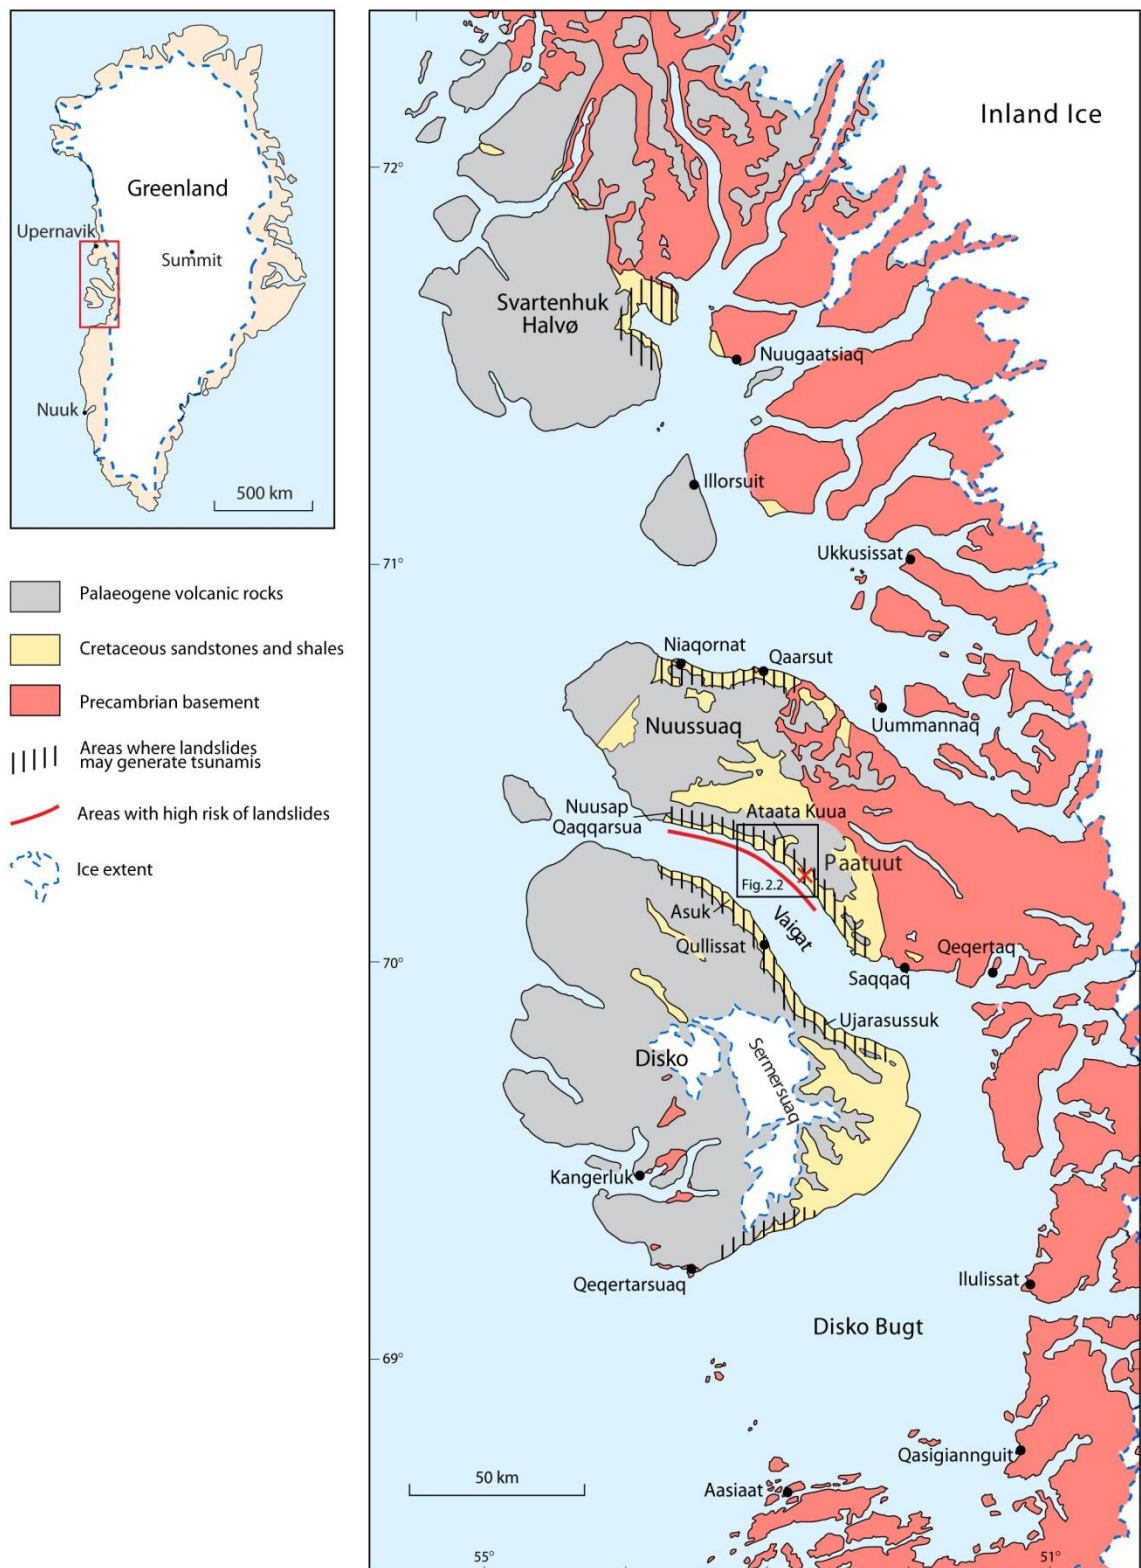 Greenland
Upernavik
Summit
Nuuk
500 km
Palaeogene volcanic rocks
Cretaceous sandstones and shales
Precambrian basement
Areas where landslides
may generate tsunamis
Areas with high risk of landslides
Ice extent
Inland Ice
72°
Svartenhuk
Halvø
Nuugaatsiaq
Illorsuit
Ukkusissat
71°
Niaqornat
Qaarsut
Nuussuaq
Uummannaq
Nuusap
Qaqqarsua
Ataata Kuua
Paatuut
Fig. 2.2
Asuk
Vaigat
Qullissat
70°
Saqqaq
Qeqertaq
Ujarasussuk
Disko
Sermersuaq
Kangerluk
Qeqertarsuaq
Ilulissat
Disko Bugt
69°
Qasigiannguit
50 km
Aasiaat
55°
51°